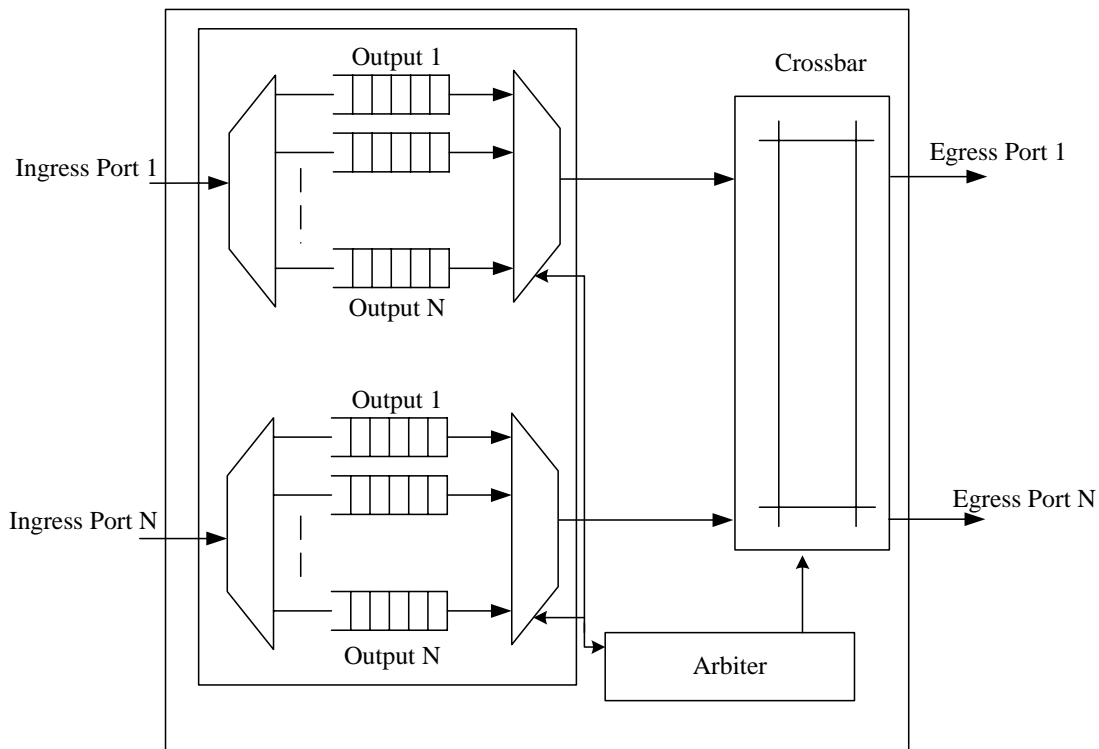 Output 1
Crossbar
Ingress Port 1
Egress Port 1
Output N
Output 1
Ingress Port N
Egress Port N
Output N
Arbiter